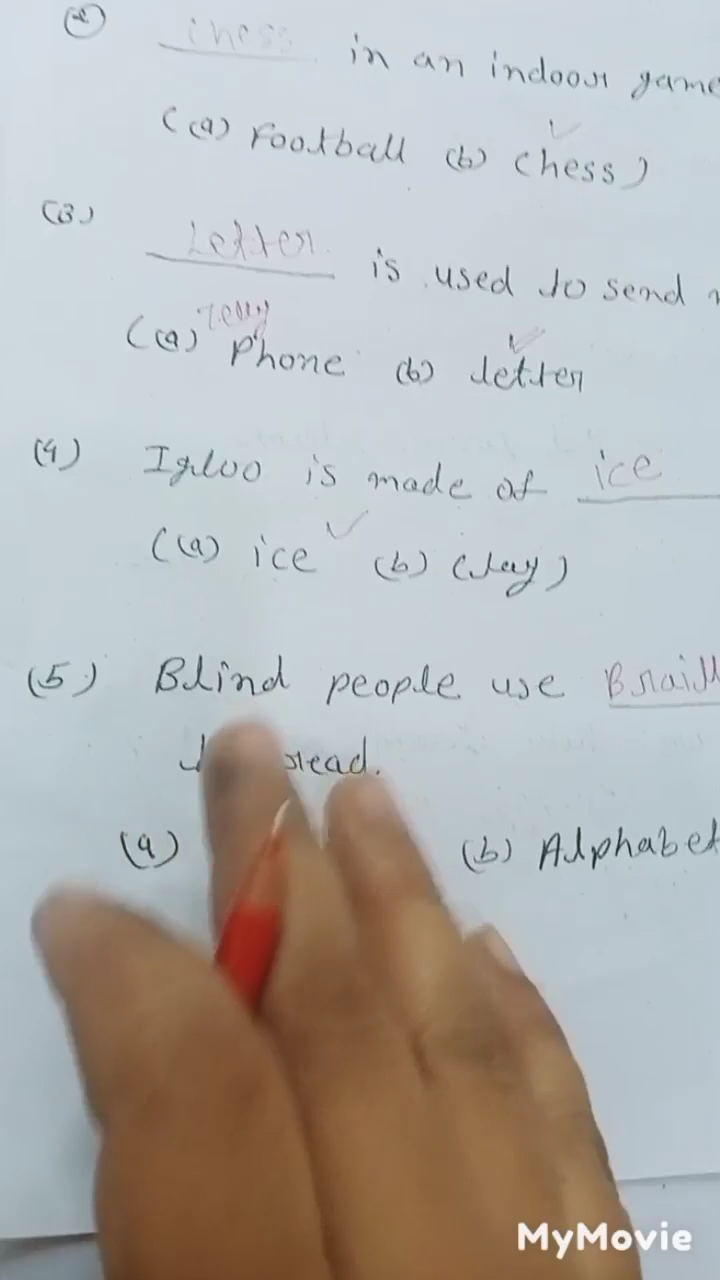 (2) chess in an indoor game
((a) Football (b) Chess)
(3) Letter is used to send
((a) Phone (b) letter
(4) Igloo is made of ice
((a) ice (b) Clay)
(5) Blind people use Braill
read.
(a) (b) Alphabet
MyMovie